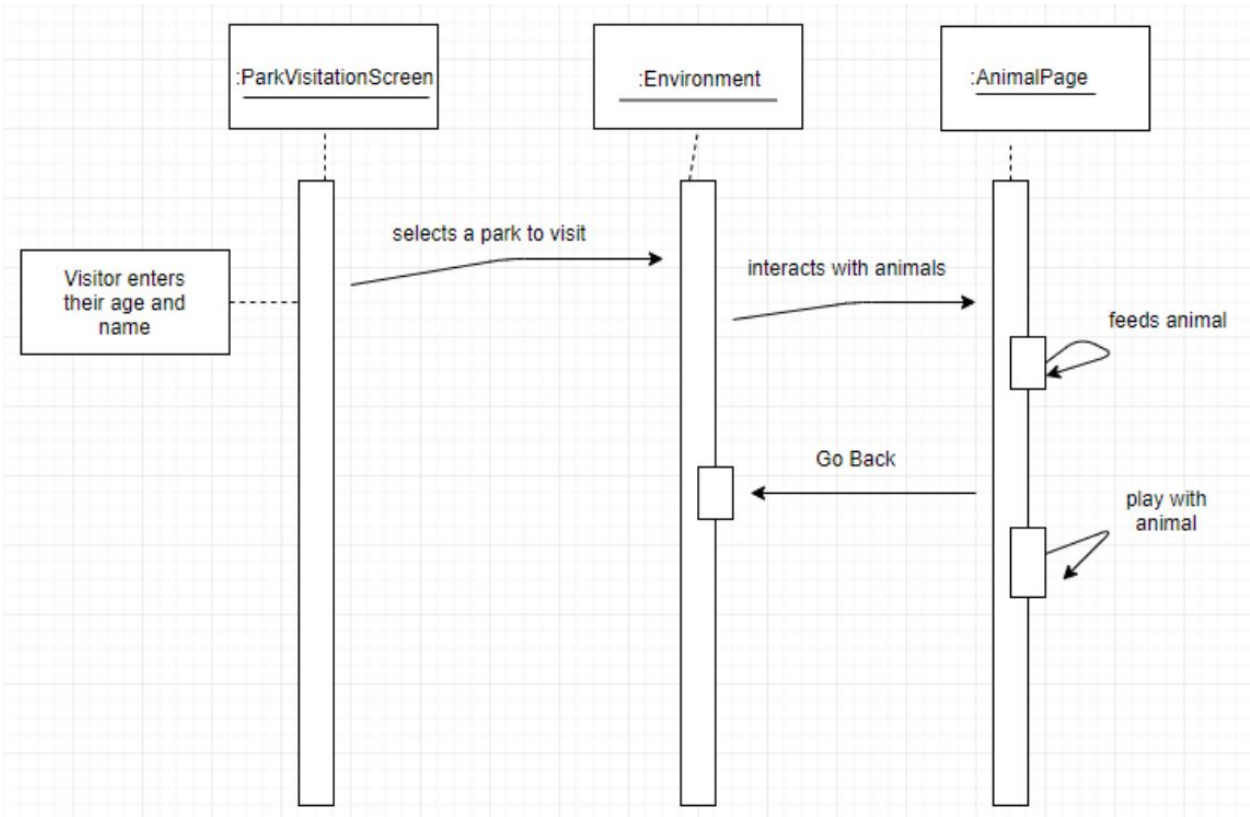 :ParkVisitationScreen
:Environment
:AnimalPage
selects a park to visit
Visitor enters
their age and
name
interacts with animals
feeds animal
Go Back
play with
animal